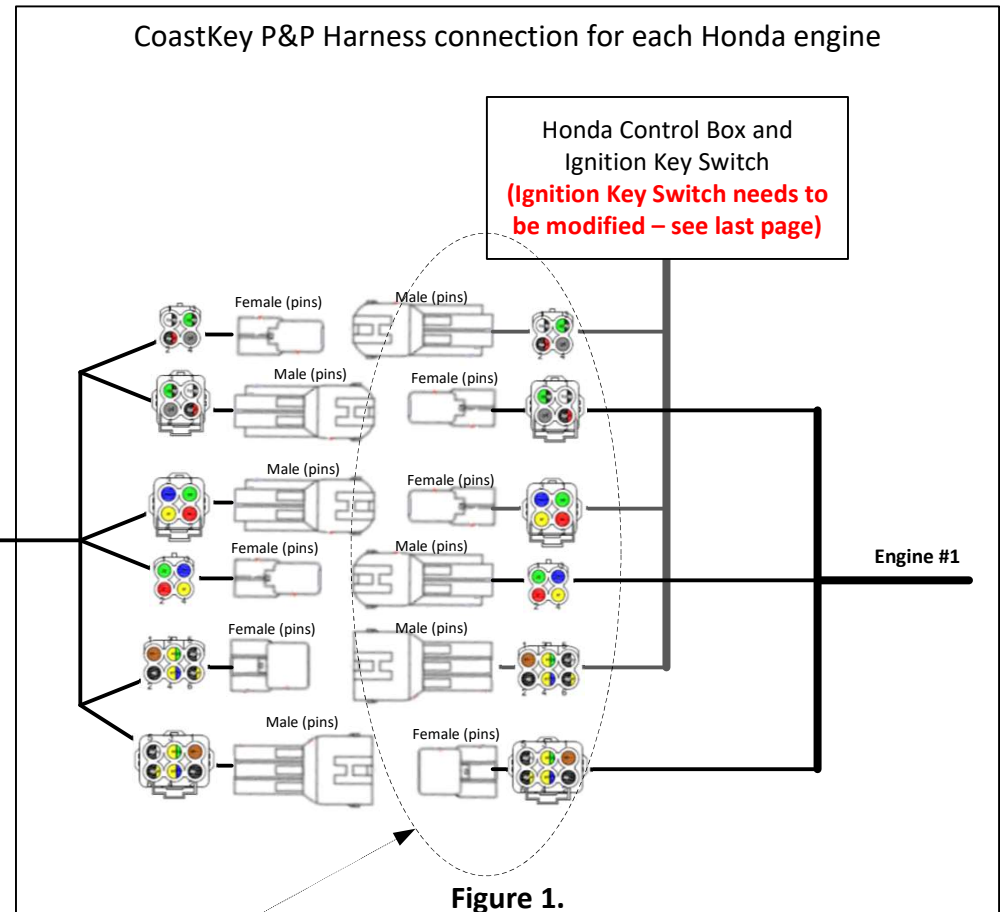 CoastKey P&P Harness connection for each Honda engine
Honda Control Box and
Ignition Key Switch
(Ignition Key Switch needs to
be modified – see last page)
Female (pins)
Male (pins)
Male (pins)
Female (pins)
Male (pins)
Female (pins)
Female (pins)
Male (pins)
Engine #1
Female (pins)
Male (pins)
Male (pins)
Female (pins)
Figure 1.